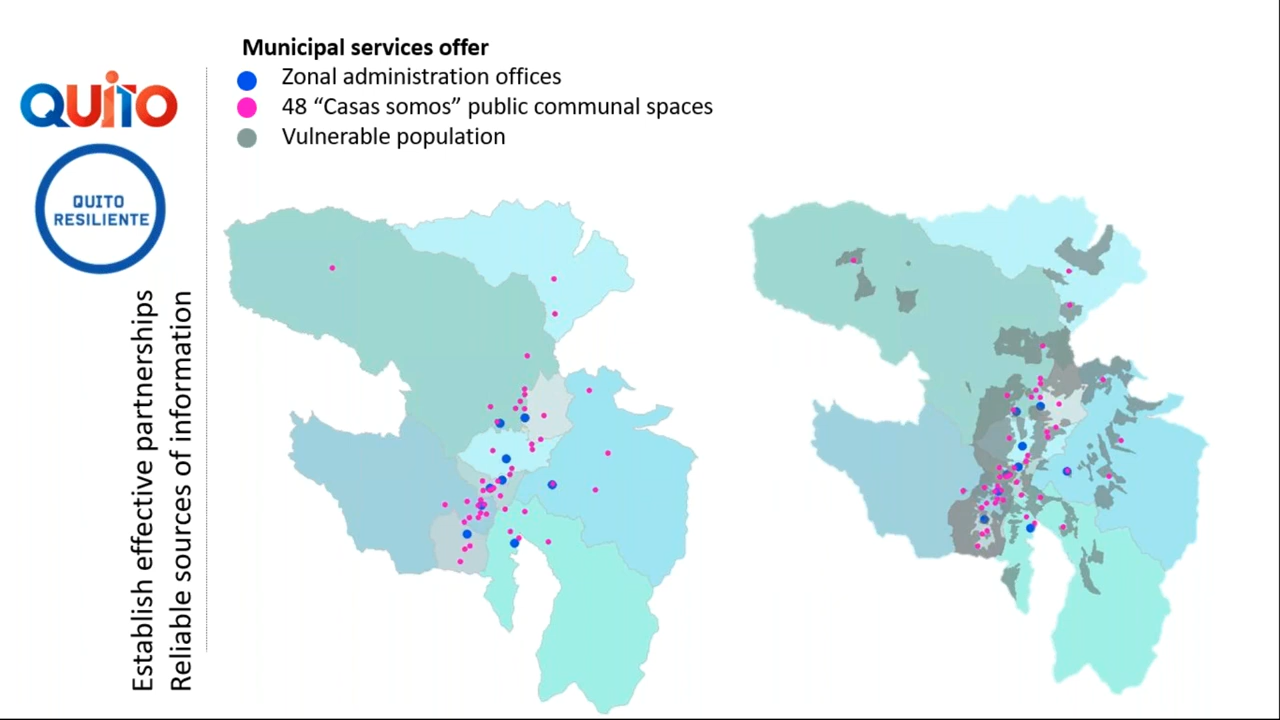 Municipal services offer
Zonal administration offices
48 “Casas somos” public communal spaces
Vulnerable population
QUiTO
QUITO
RESILIENTE
Establish effective partnerships
Reliable sources of information